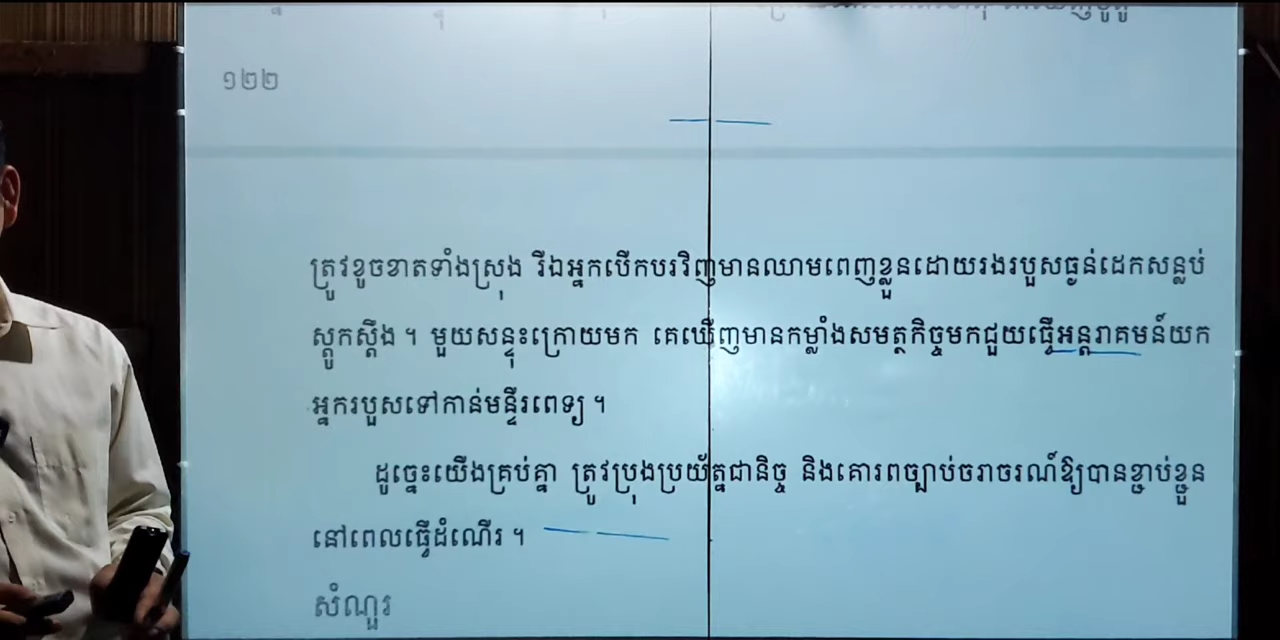 ១២២
ត្រូវខូចខាតទាំងស្រុង រីឯអ្នកបើកបរវិញមានឈាមពេញខ្លួនដោយរងរបួសធ្ងន់ដេកសន្លប់
ស្តូកស្តឹង ។ មួយសន្ទុះក្រោយមក គេឃើញមានកម្លាំងសមត្ថកិច្ចមកជួយធ្វើអន្តរាគមន៍យក
អ្នករបួសទៅកាន់មន្ទីរពេទ្យ ។
ដូច្នេះយើងគ្រប់គ្នា ត្រូវប្រុងប្រយ័ត្នជានិច្ច និងគោរពច្បាប់ចរាចរណ៍ឱ្យបានខ្ជាប់ខ្ជួន
នៅពេលធ្វើដំណើរ ។
សំណួរ